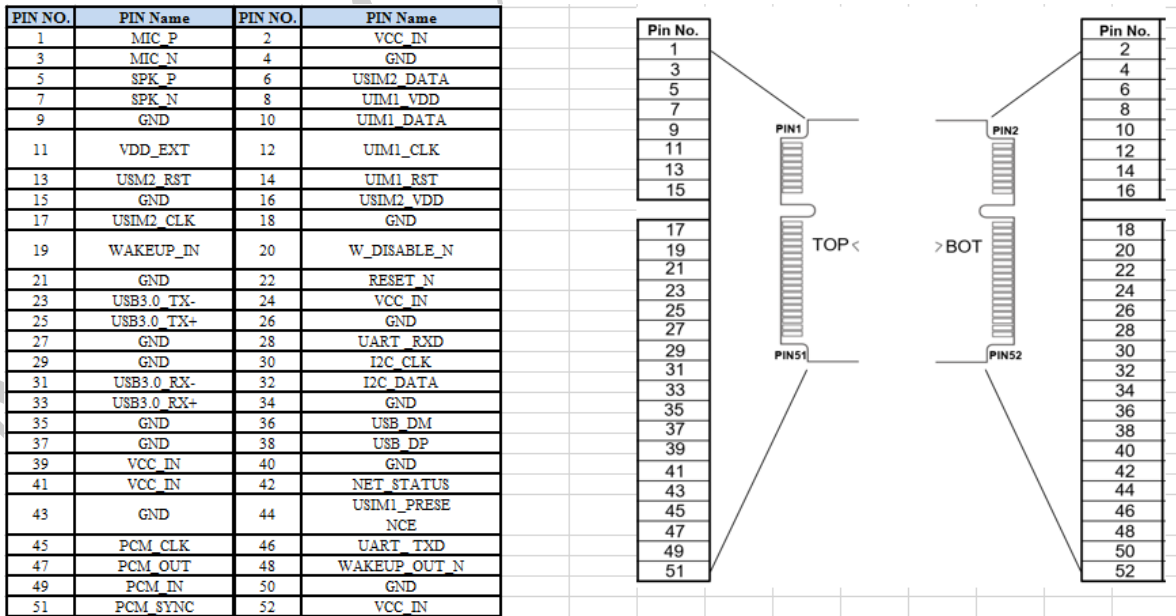 PIN NO. PIN Name PIN NO. PIN Name
1 MIC_P 2 VCC_IN
3 MIC_N 4 GND
5 SPK_P 6 USIM2_DATA
7 SPK_N 8 UIM1_VDD
9 GND 10 UIM1_DATA
11 VDD_EXT 12 UIM1_CLK
13 USM2_RST 14 UIM1_RST
15 GND 16 USIM2_VDD
17 USIM2_CLK 18 GND
19 WAKEUP_IN 20 W_DISABLE_N
21 GND 22 RESET_N
23 USB3.0_TX- 24 VCC_IN
25 USB3.0_TX+ 26 GND
27 GND 28 UART_RXD
29 GND 30 I2C_CLK
31 USB3.0_RX- 32 I2C_DATA
33 USB3.0_RX+ 34 GND
35 GND 36 USB_DM
37 GND 38 USB_DP
39 VCC_IN 40 GND
41 VCC_IN 42 NET_STATUS
43 GND 44 USIM1_PRESE
NCE
45 PCM_CLK 46 UART_TXD
47 PCM_OUT 48 WAKEUP_OUT_N
49 PCM_IN 50 GND
51 PCM_SYNC 52 VCC_IN
Pin No.
1
3
5
7
9
11
13
15
17
19
21
23
25
27
29
31
33
35
37
39
41
43
45
47
49
51
PIN1
TOP
PIN51
PIN2
BOT
PIN52
Pin No.
2
4
6
8
10
12
14
16
18
20
22
24
26
28
30
32
34
36
38
40
42
44
46
48
50
52